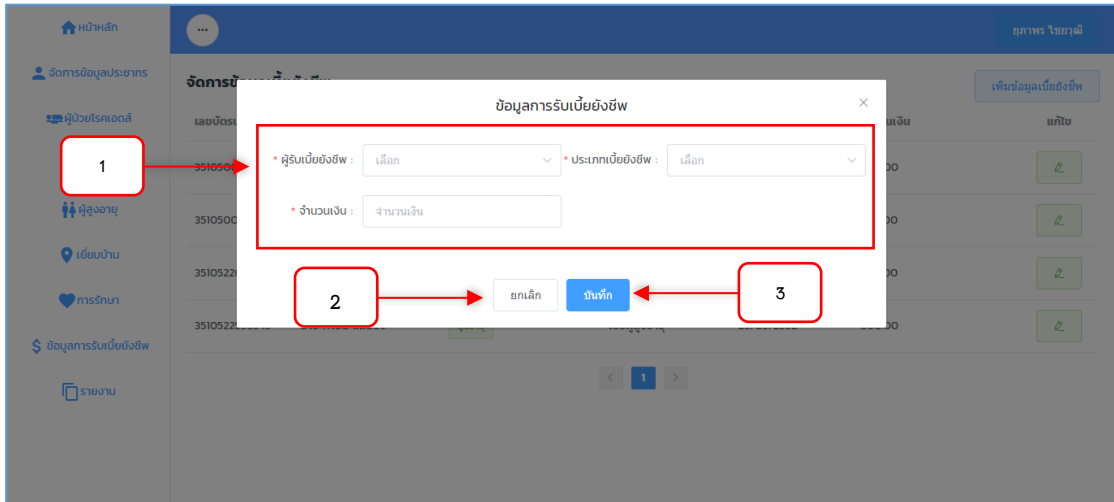 หน้าหลัก
...
ยุภาพร ไชยวุฒิ
จัดการข้อมูลประชากร
เพิ่มข้อมูลเบี้ยยังชีพ
ข้อมูลการรับเบี้ยยังชีพ
ผู้ป่วยโรคเอดส์
แก้ไข
* ผู้รับเบี้ยยังชีพ : เลือก * ประเภทเบี้ยยังชีพ : เลือก
1
ผู้สูงอายุ
* จำนวนเงิน : จำนวนเงิน
เยี่ยมบ้าน
การรักษา
2 ยกเลิก บันทึก 3
ข้อมูลการรับเบี้ยยังชีพ
รายงาน
< 1 >